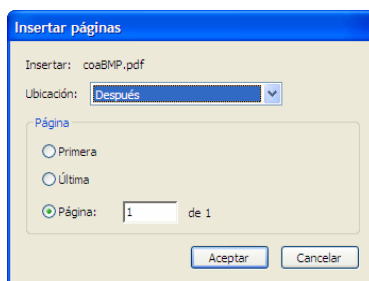 Insertar páginas
Insertar: coaBMP.pdf
Ubicación: Después
Página
Primera
Última
Página: 1 de 1
Aceptar Cancelar